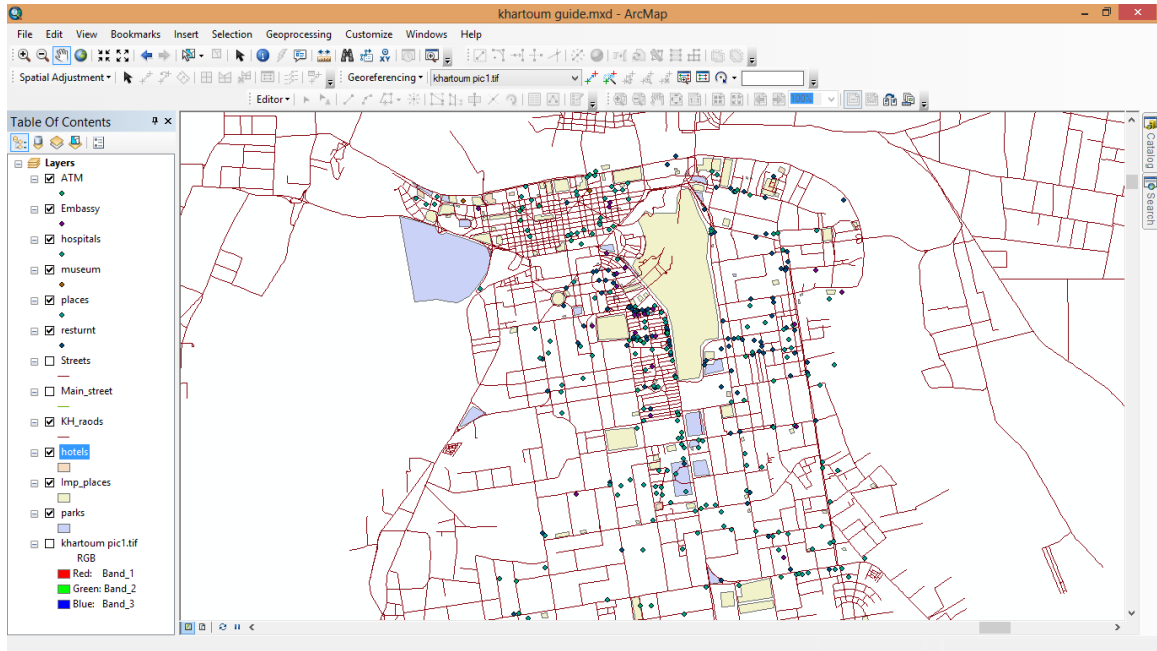 khartoum guide.mxd - ArcMap
File Edit View Bookmarks Insert Selection Geoprocessing Customize Windows Help
Spatial Adjustment Georeferencing khartoum pic1.tif
Editor 100%
Table Of Contents
Layers
ATM
Embassy
hospitals
museum
places
resturnt
Streets
Main_street
KH_raods
hotels
Imp_places
parks
khartoum pic1.tif
RGB
Red: Band_1
Green: Band_2
Blue: Band_3
Catalog
Search